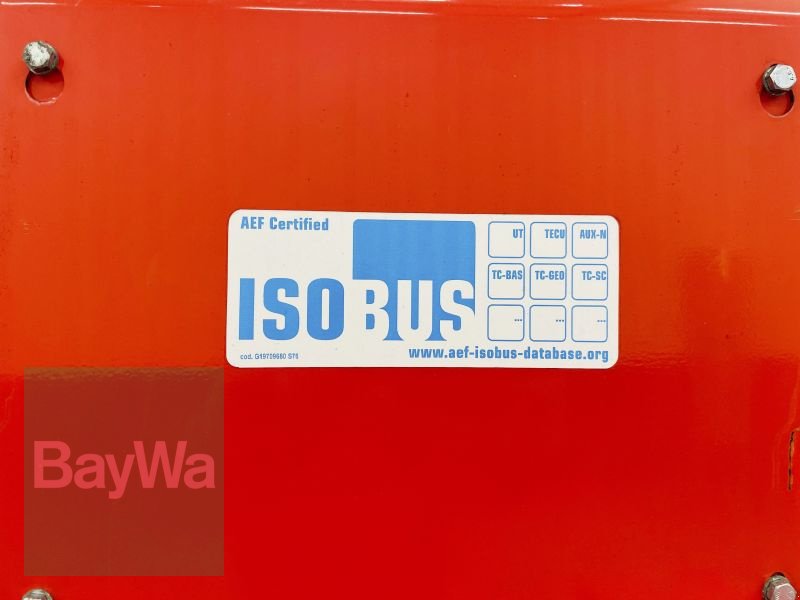 AEF Certified
ISOBUS
UT TECU AUX-N
TC-BAS TC-GEO TC-SC
... ... ...
cod. G19709680 S76
www.aef-isobus-database.org
BayWa